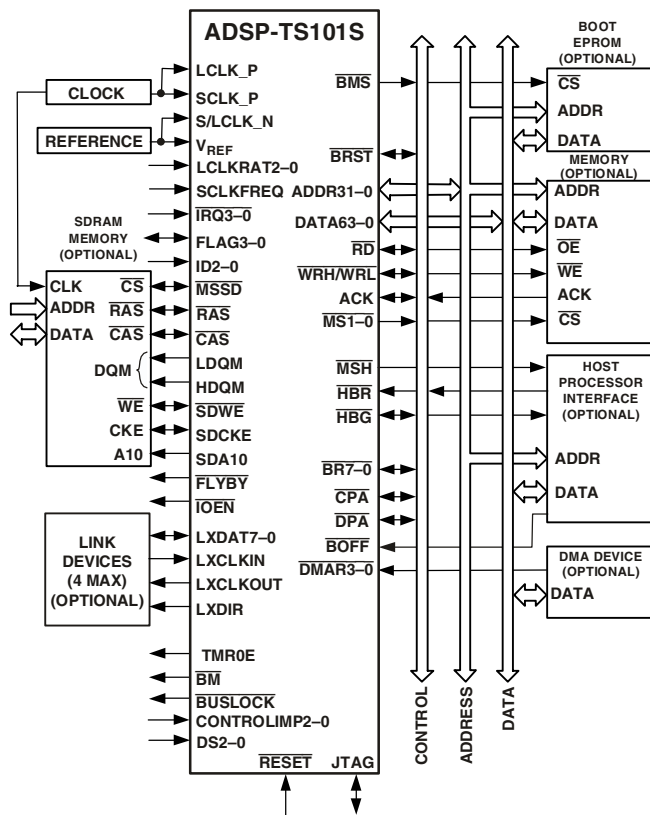 ADSP-TS101S
BOOT
EPROM
(OPTIONAL)
LCLK_P
CLOCK
SCLK_P
S/LCLK_N
REFERENCE
VREF
LCLKRAT2-0
SCLKFREQ
IRQ3-0
SDRAM
MEMORY
(OPTIONAL)
FLAG3-0
ID2-0
CLK
CS
MSSD
ADDR
RAS
RAS
DATA
CAS
CAS
DQM
LDQM
HDQM
WE
SDWE
CKE
SDCKE
A10
SDA10
FLYBY
IOEN
LINK
DEVICES
(4 MAX)
(OPTIONAL)
LXDAT7-0
LXCLKIN
LXCLKOUT
LXDIR
TMR0E
BM
BUSLOCK
CONTROLIMP2-0
DS2-0
RESET
JTAG
BMS
BRST
ADDR31-0
DATA63-0
RD
WRH/WRL
ACK
MS1-0
MSH
HBR
HBG
BR7-0
CPA
DPA
BOFF
DMAR3-0
CONTROL
ADDRESS
DATA
CS
ADDR
DATA
MEMORY
(OPTIONAL)
ADDR
DATA
OE
WE
ACK
CS
HOST
PROCESSOR
INTERFACE
(OPTIONAL)
ADDR
DATA
DMA DEVICE
(OPTIONAL)
DATA